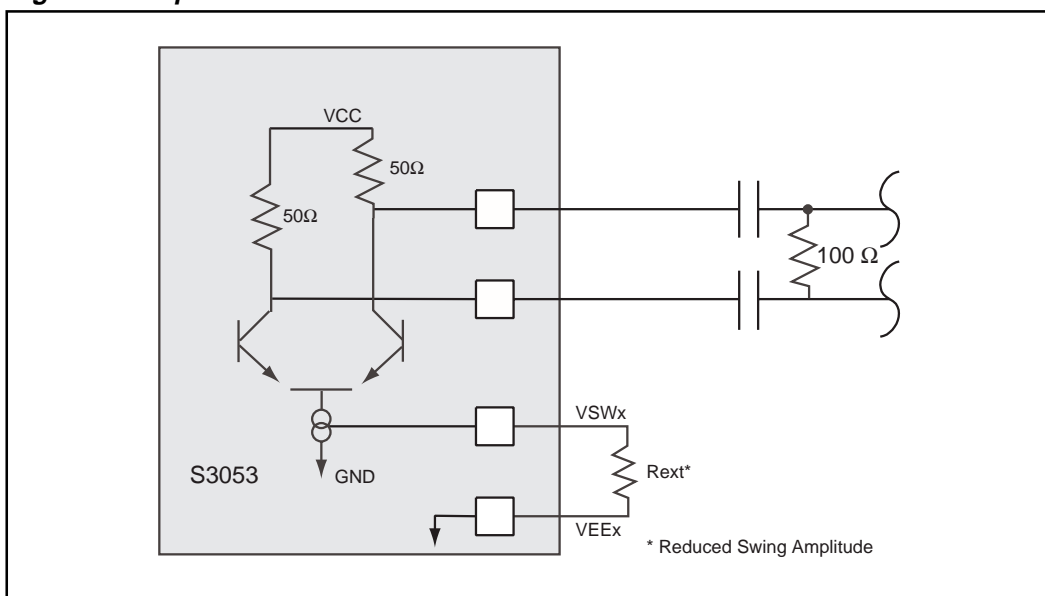 VCC
50Ω
50Ω
100 Ω
VSWx
Rext*
S3053
GND
VEEx
* Reduced Swing Amplitude